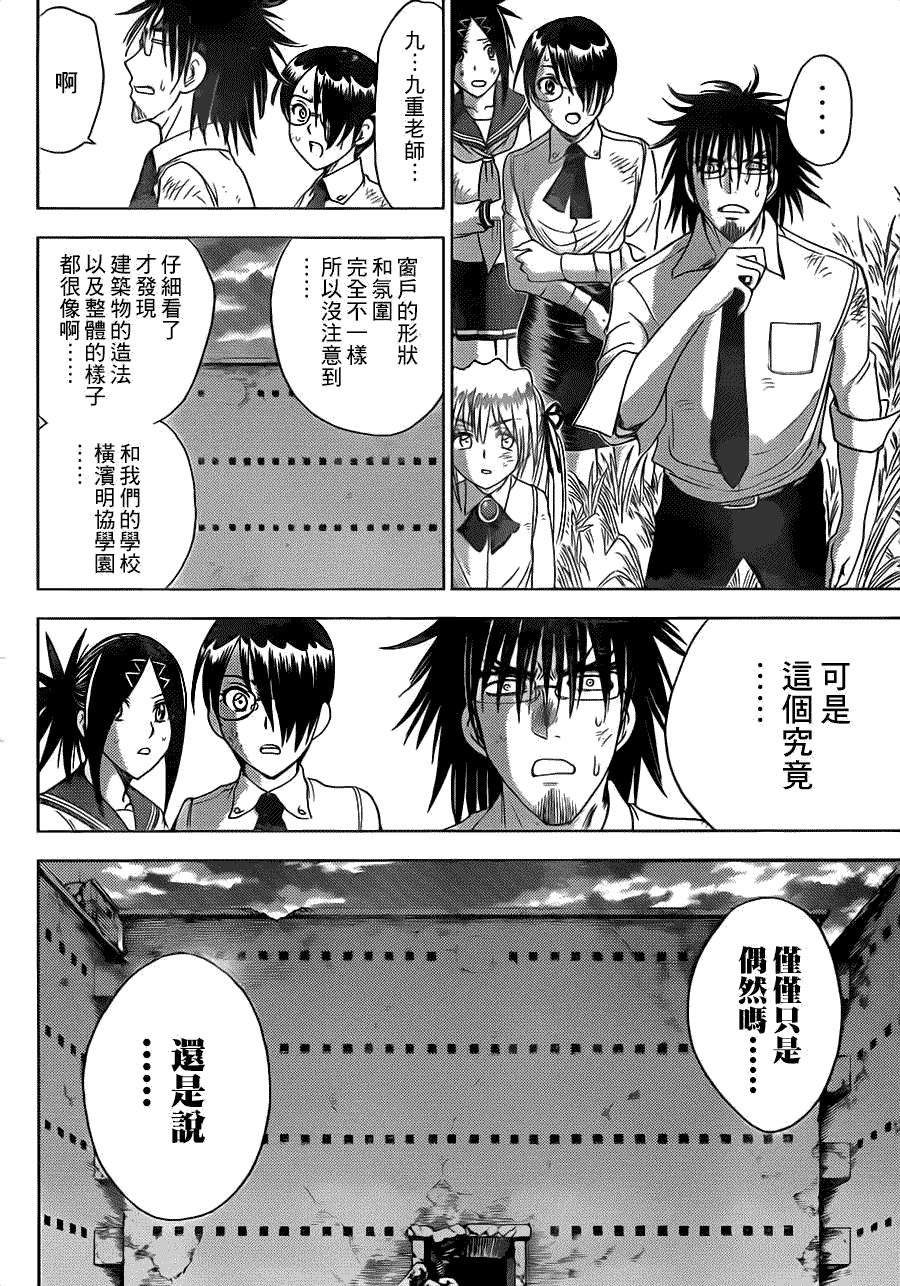 ‥‥
九…九重老師…
啊
窗戶的形狀
和氛圍
完全不一樣
所以沒注意到
……
仔細看了
才發現
建築物的造法
以及整體的樣子
都很像啊……
和我們的學校
橫濱明協學園
……
可是
這個究竟
……
僅僅只是
偶然嗎……
還是說
……